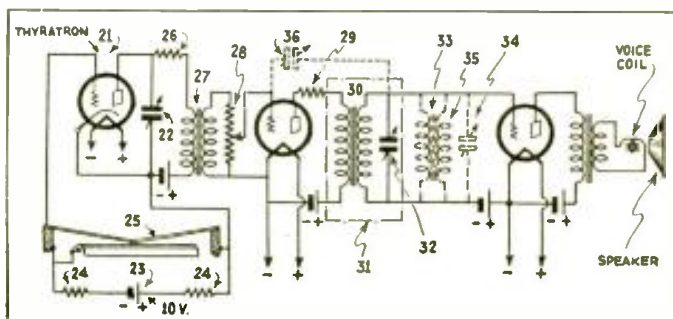 THYRATRON 21 26 36 29 33 34 VOICE
COIL
27 28 30 35
22
- + - +
25 - + - + - + - +
32
31
24 23 24 - + - +
- + 10 V. SPEAKER